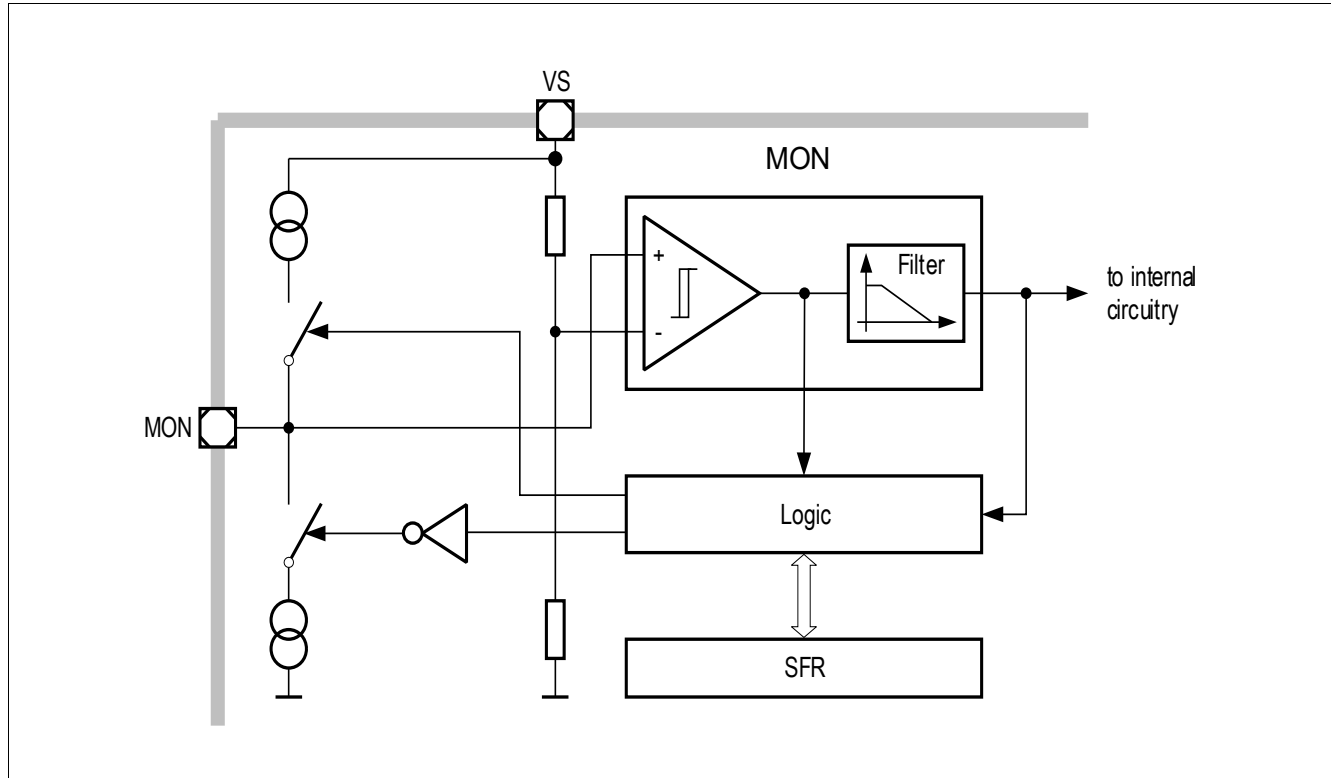 VS
MON
Filter
+
-
to internal
circuitry
MON
Logic
SFR